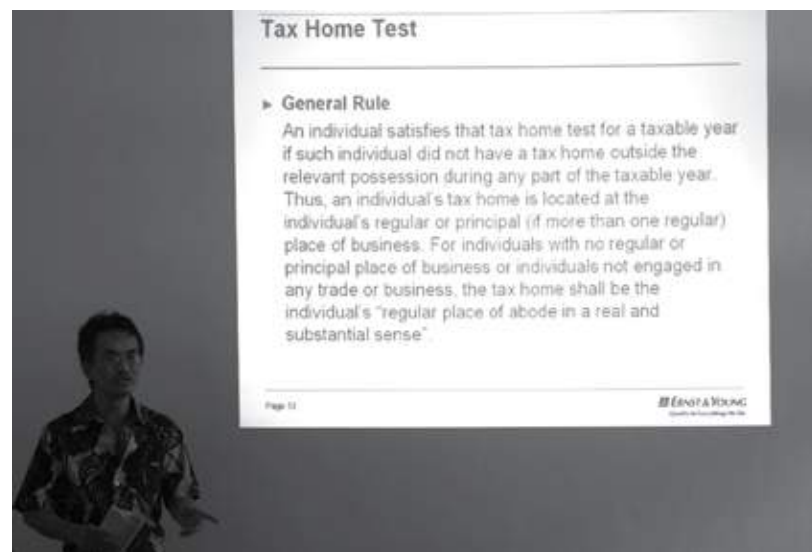 Tax Home Test
► General Rule
An individual satisfies that tax home test for a taxable year
if such individual did not have a tax home outside the
relevant possession during any part of the taxable year.
Thus, an individual's tax home is located at the
individual's regular or principal (if more than one regular)
place of business. For individuals with no regular or
principal place of business or individuals not engaged in
any trade or business, the tax home shall be the
individual's "regular place of abode in a real and
substantial sense".
Page 12
ERNST & YOUNG